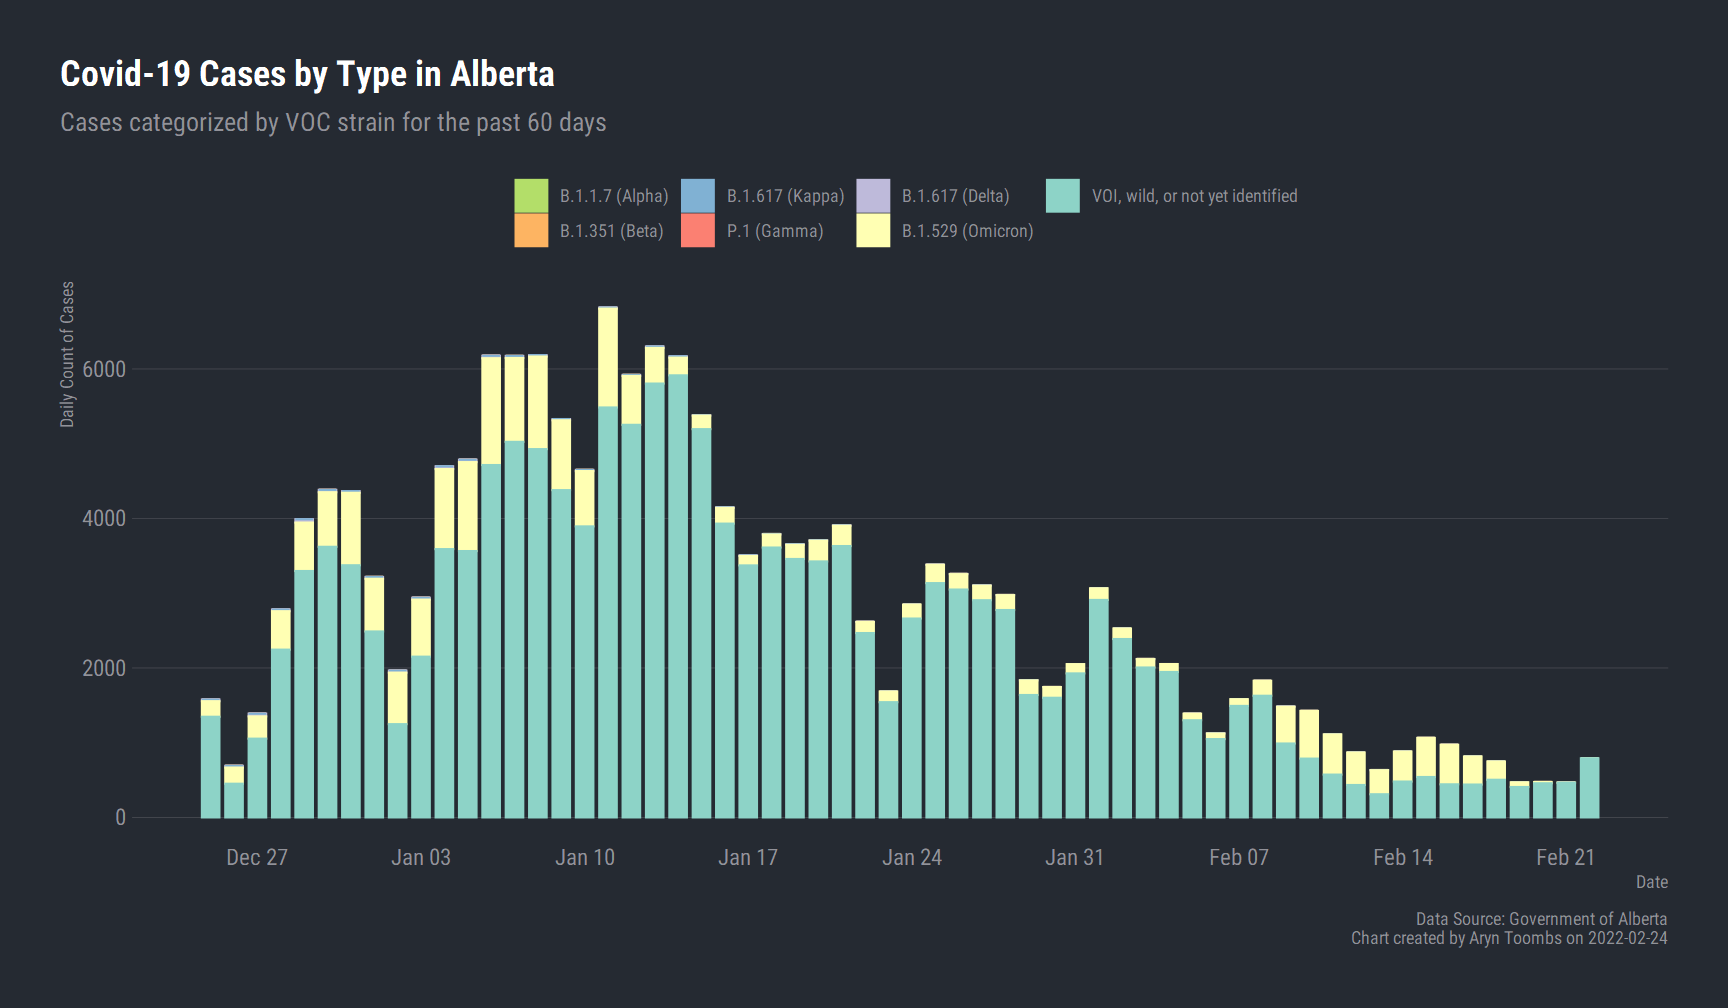 Covid-19 Cases by Type in Alberta
Cases categorized by VOC strain for the past 60 days
B.1.1.7 (Alpha) B.1.617 (Kappa) B.1.617 (Delta) VOI, wild, or not yet identified
B.1.351 (Beta) P.1 (Gamma) B.1.529 (Omicron)
Daily Count of Cases
6000
4000
2000
0
Dec 27 Jan 03 Jan 10 Jan 17 Jan 24 Jan 31 Feb 07 Feb 14 Feb 21
Date
Data Source: Government of Alberta
Chart created by Aryn Toombs on 2022-02-24